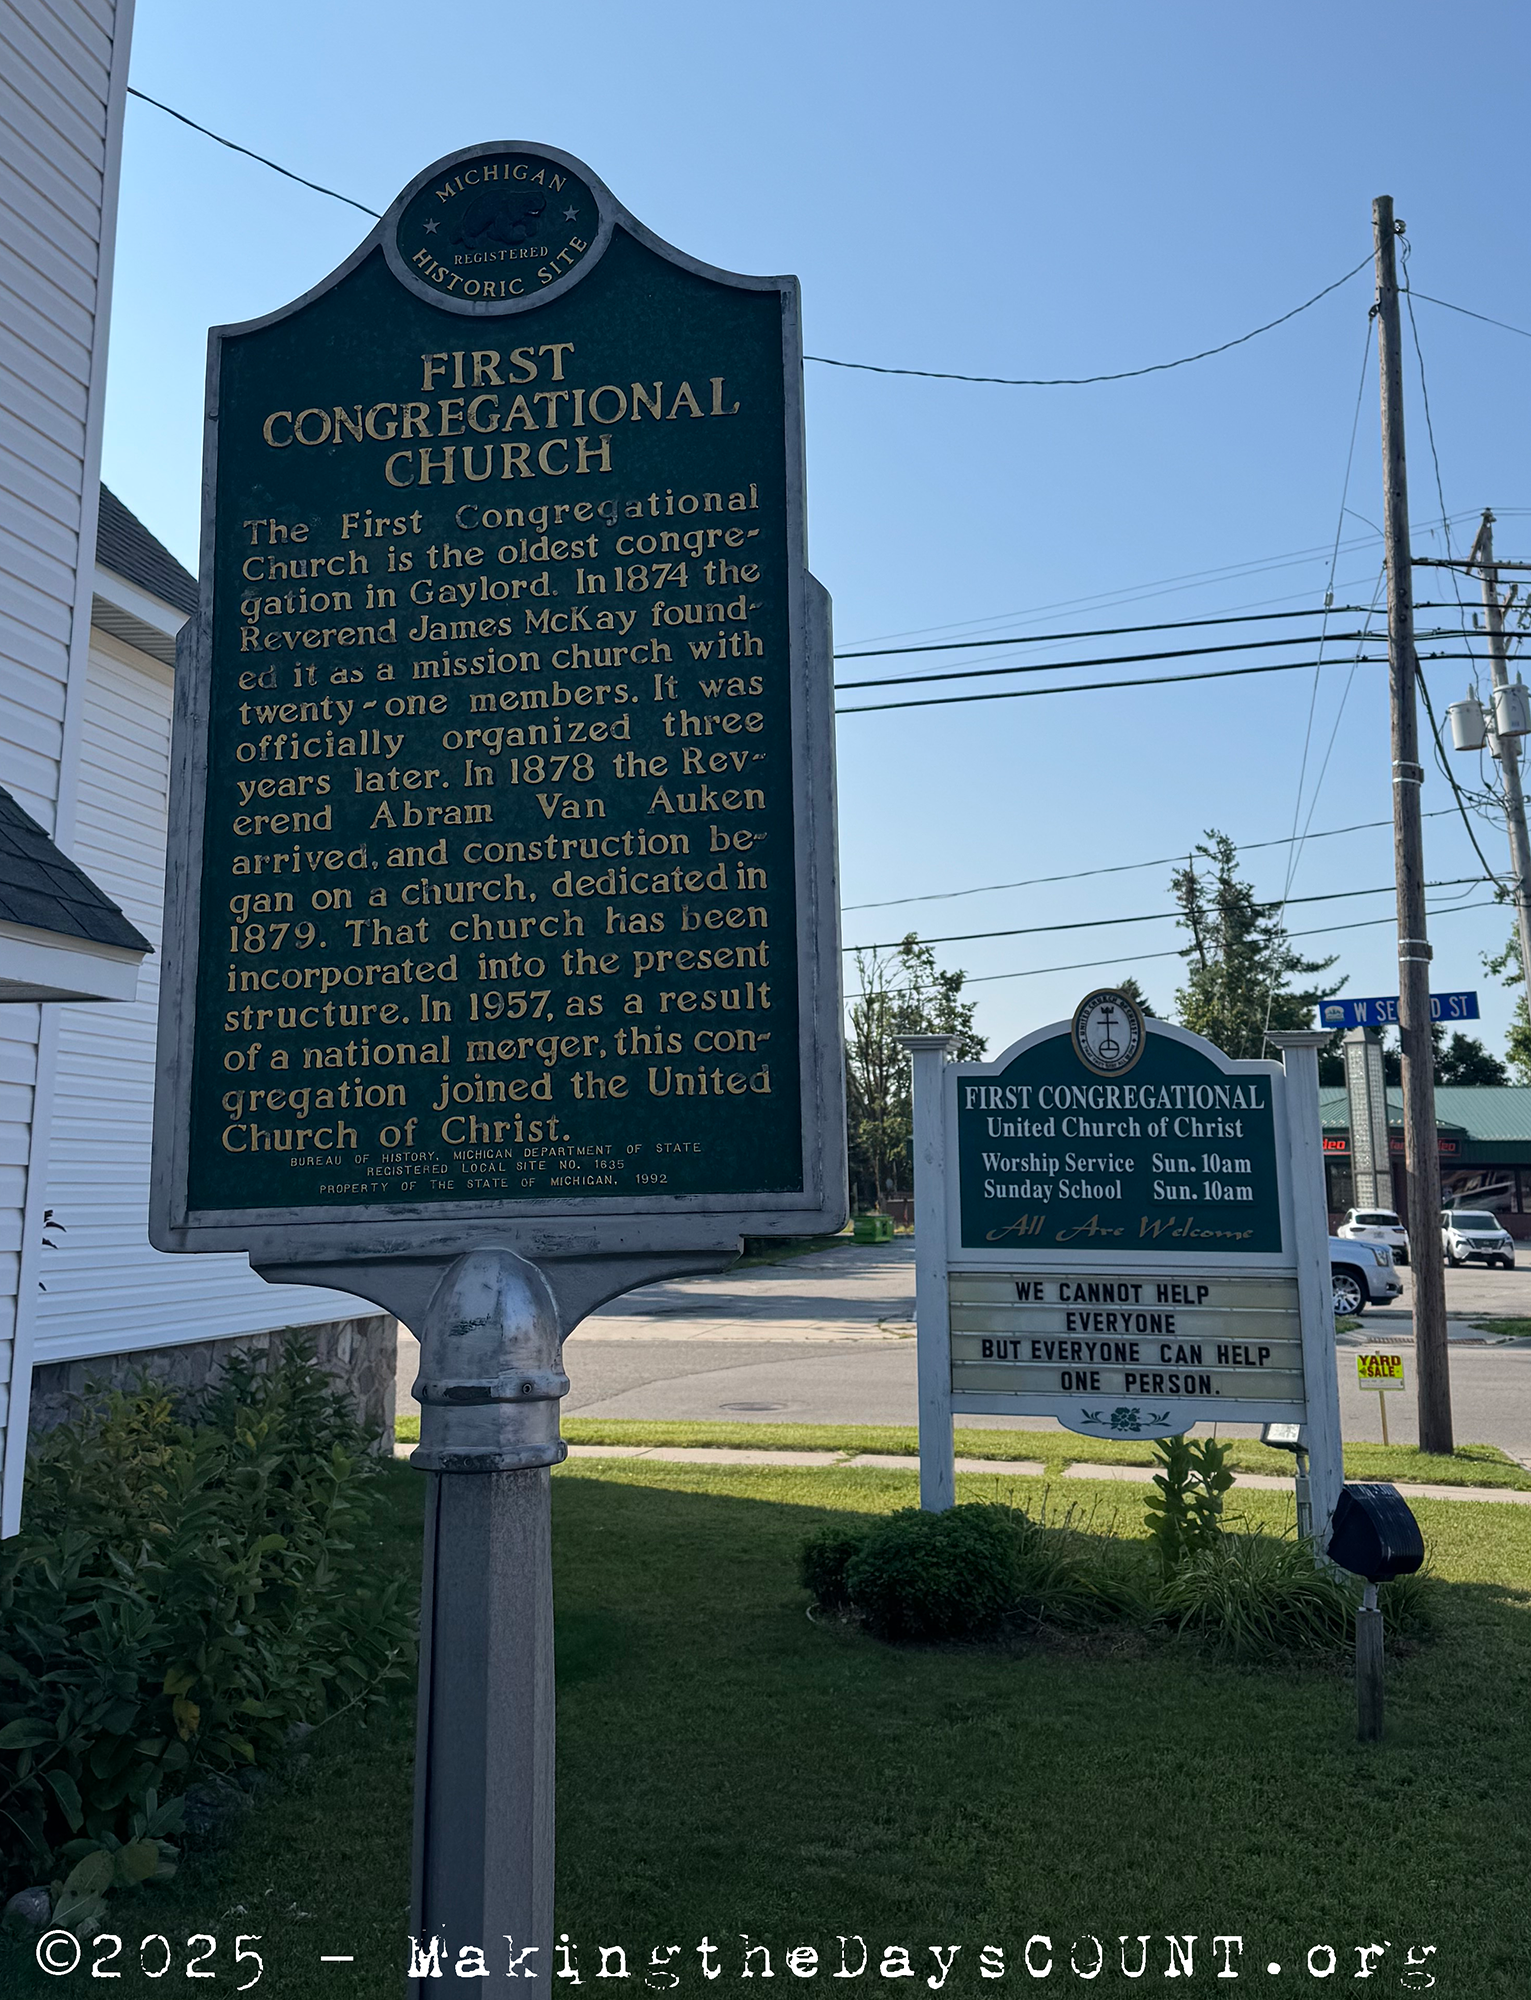 MICHIGAN
REGISTERED
HISTORIC SITE
FIRST
CONGREGATIONAL
CHURCH
The First Congregational
Church is the oldest congre-
gation in Gaylord. In 1874 the
Reverend James McKay found-
ed it as a mission church with
twenty-one members. It was
officially organized three
years later. In 1878 the Rev-
erend Abram Van Auken
arrived, and construction be-
gan on a church, dedicated in
1879. That church has been
incorporated into the present
structure. In 1957, as a result
of a national merger, this con-
gregation joined the United
Church of Christ.
BUREAU OF HISTORY, MICHIGAN DEPARTMENT OF STATE
REGISTERED LOCAL SITE NO. 1635
PROPERTY OF THE STATE OF MICHIGAN, 1992
W SE D ST
FIRST CONGREGATIONAL
United Church of Christ
Worship Service Sun. 10am
Sunday School Sun. 10am
All Are Welcome
WE CANNOT HELP
EVERYONE
BUT EVERYONE CAN HELP
ONE PERSON.
YARD
SALE
©2025 - MakingtheDaysCOUNT.org